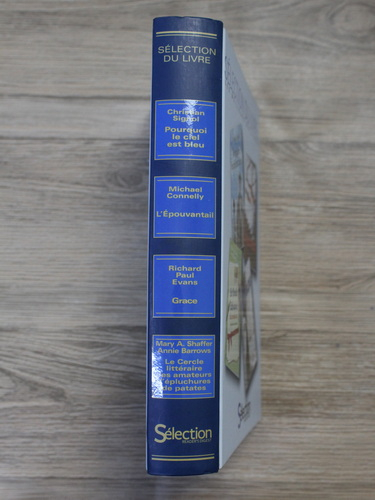 SÉLECTION
DU LIVRE
Christian
Signol
Pourquoi
le ciel
est bleu
Michael
Connelly
L'Épouvantail
Richard
Paul
Evans
Grace
Mary A. Shaffer
Annie Barrows
Le Cercle
littéraire
des amateurs
d'épluchures
de patates
Sélection
Sélection